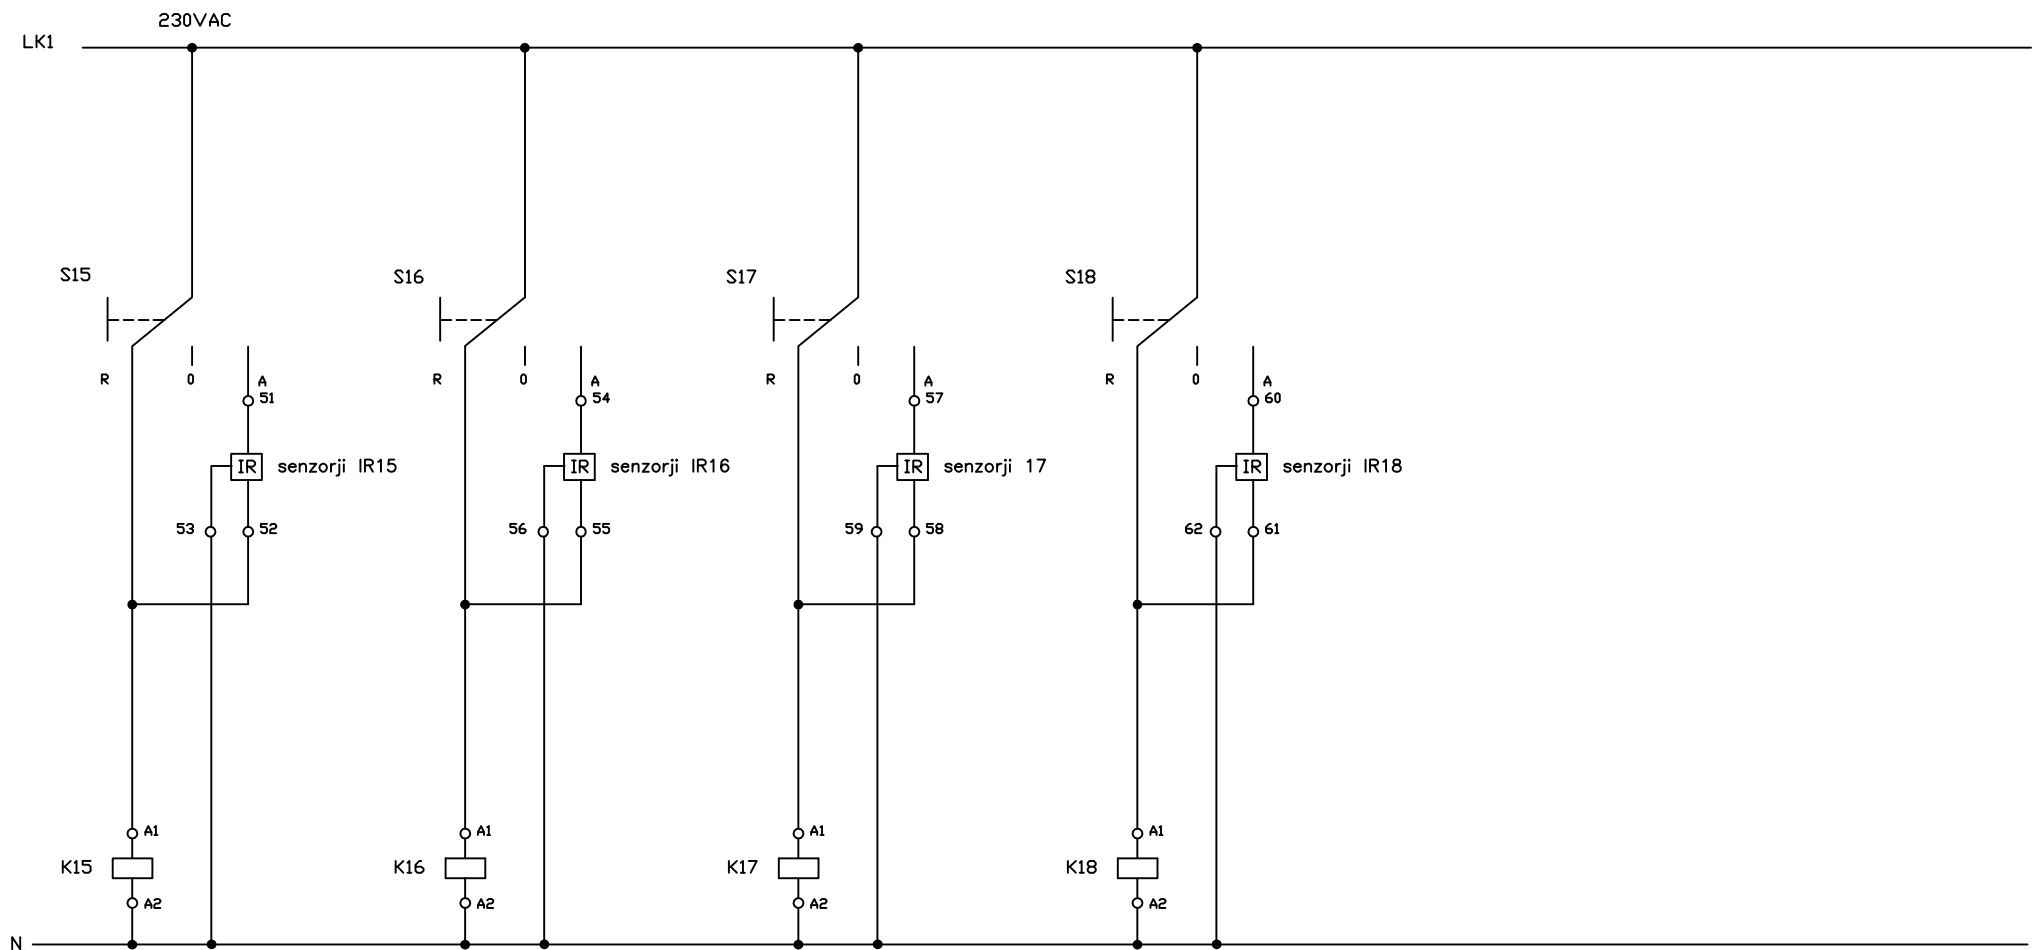 230VAC
LK1
S15 S16 S17 S18
R 0 A R 0 A R 0 A R 0 A
51 54 57 60
IR senzorji IR15 IR senzorji IR16 IR senzorji 17 IR senzorji IR18
53 52 56 55 59 58 62 61
A1 A1 A1 A1
K15 K16 K17 K18
A2 A2 A2 A2
N